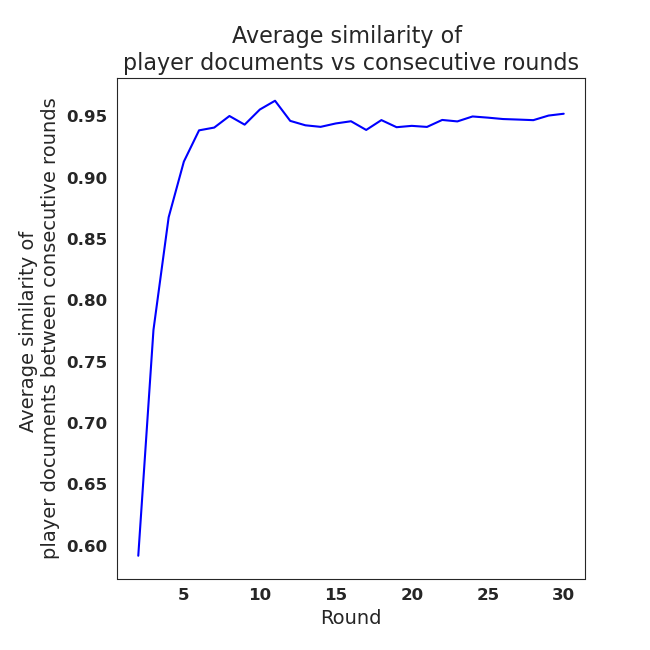 Average similarity of
player documents vs consecutive rounds
Average similarity of
player documents between consecutive rounds
0.95
0.90
0.85
0.80
0.75
0.70
0.65
0.60
5 10 15 20 25 30
Round